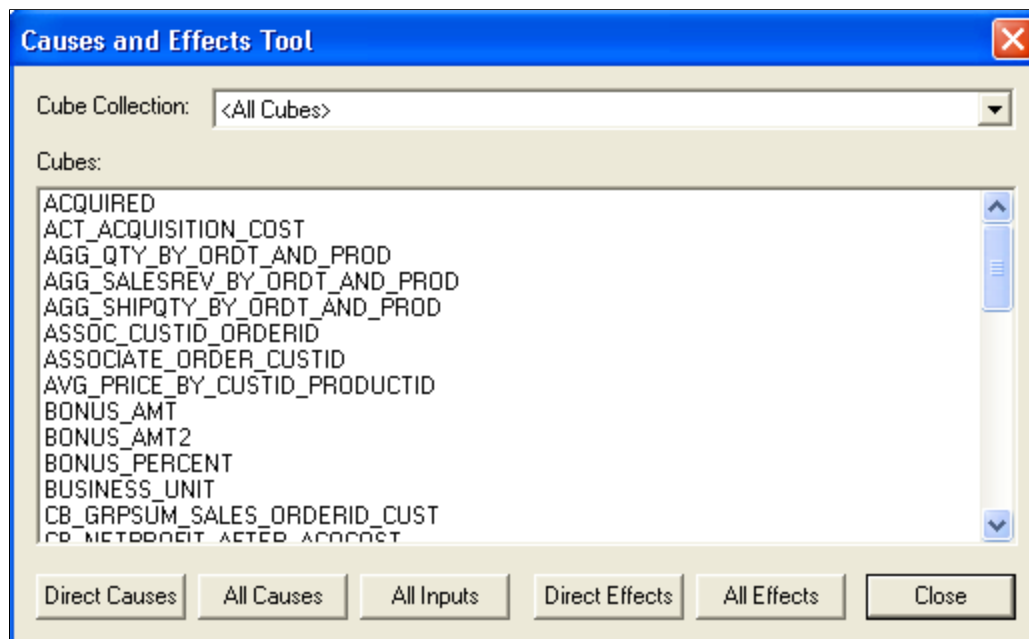 Causes and Effects Tool
Cube Collection: <All Cubes>
Cubes:
ACQUIRED
ACT_ACQUISITION_COST
AGG_QTY_BY_ORDT_AND_PROD
AGG_SALESREV_BY_ORDT_AND_PROD
AGG_SHIPQTY_BY_ORDT_AND_PROD
ASSOC_CUSTID_ORDERID
ASSOCIATE_ORDER_CUSTID
AVG_PRICE_BY_CUSTID_PRODUCTID
BONUS_AMT
BONUS_AMT2
BONUS_PERCENT
BUSINESS_UNIT
CB_GRPSUM_SALES_ORDERID_CUST
CB_NETPROFIT_AFTER_ACQCOST
Direct Causes All Causes All Inputs Direct Effects All Effects Close